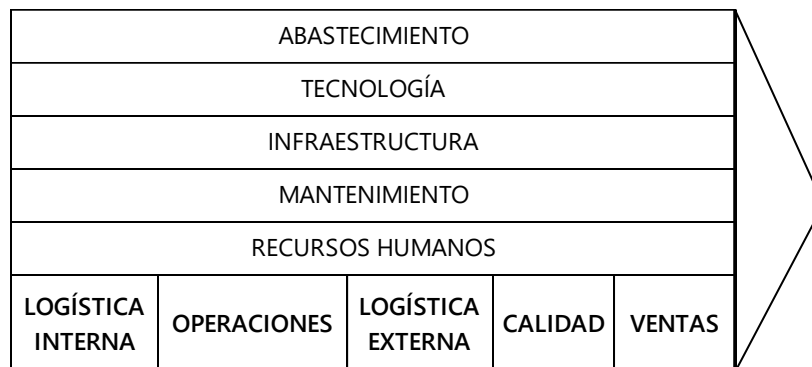 ABASTECIMIENTO
TECNOLOGÍA
INFRAESTRUCTURA
MANTENIMIENTO
RECURSOS HUMANOS
LOGÍSTICA
INTERNA
OPERACIONES
LOGÍSTICA
EXTERNA
CALIDAD
VENTAS